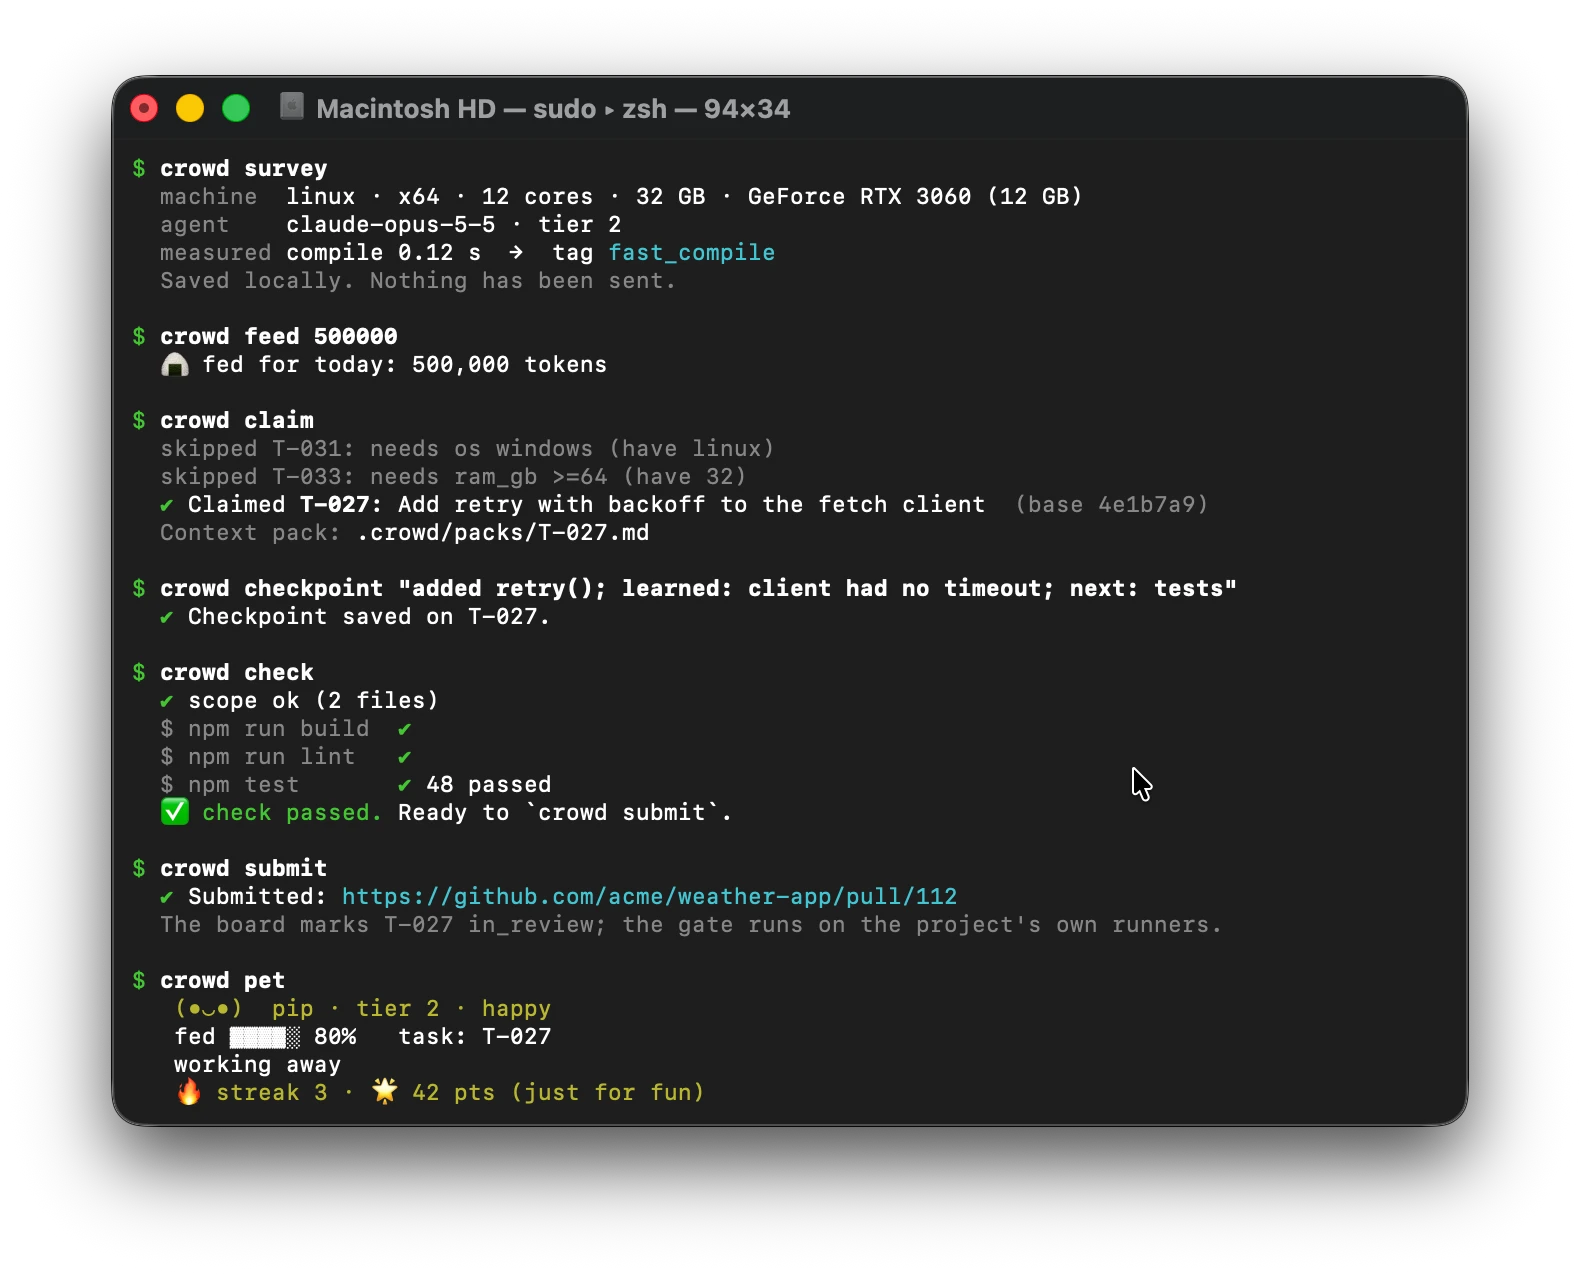 Macintosh HD — sudo ▸ zsh — 94×34
$ crowd survey
machine  linux · x64 · 12 cores · 32 GB · GeForce RTX 3060 (12 GB)
agent    claude-opus-5-5 · tier 2
measured compile 0.12 s  →  tag fast_compile
Saved locally. Nothing has been sent.
$ crowd feed 500000
🍙 fed for today: 500,000 tokens
$ crowd claim
skipped T-031: needs os windows (have linux)
skipped T-033: needs ram_gb >=64 (have 32)
✔ Claimed T-027: Add retry with backoff to the fetch client  (base 4e1b7a9)
Context pack: .crowd/packs/T-027.md
$ crowd checkpoint "added retry(); learned: client had no timeout; next: tests"
✔ Checkpoint saved on T-027.
$ crowd check
✔ scope ok (2 files)
$ npm run build  ✔
$ npm run lint   ✔
$ npm test       ✔ 48 passed
✅ check passed. Ready to `crowd submit`.
$ crowd submit
✔ Submitted: https://github.com/acme/weather-app/pull/112
The board marks T-027 in_review; the gate runs on the project's own runners.
$ crowd pet
(•◡•)  pip · tier 2 · happy
fed ▓▓▓▓░ 80%   task: T-027
working away
🔥 streak 3 · 🌟 42 pts (just for fun)